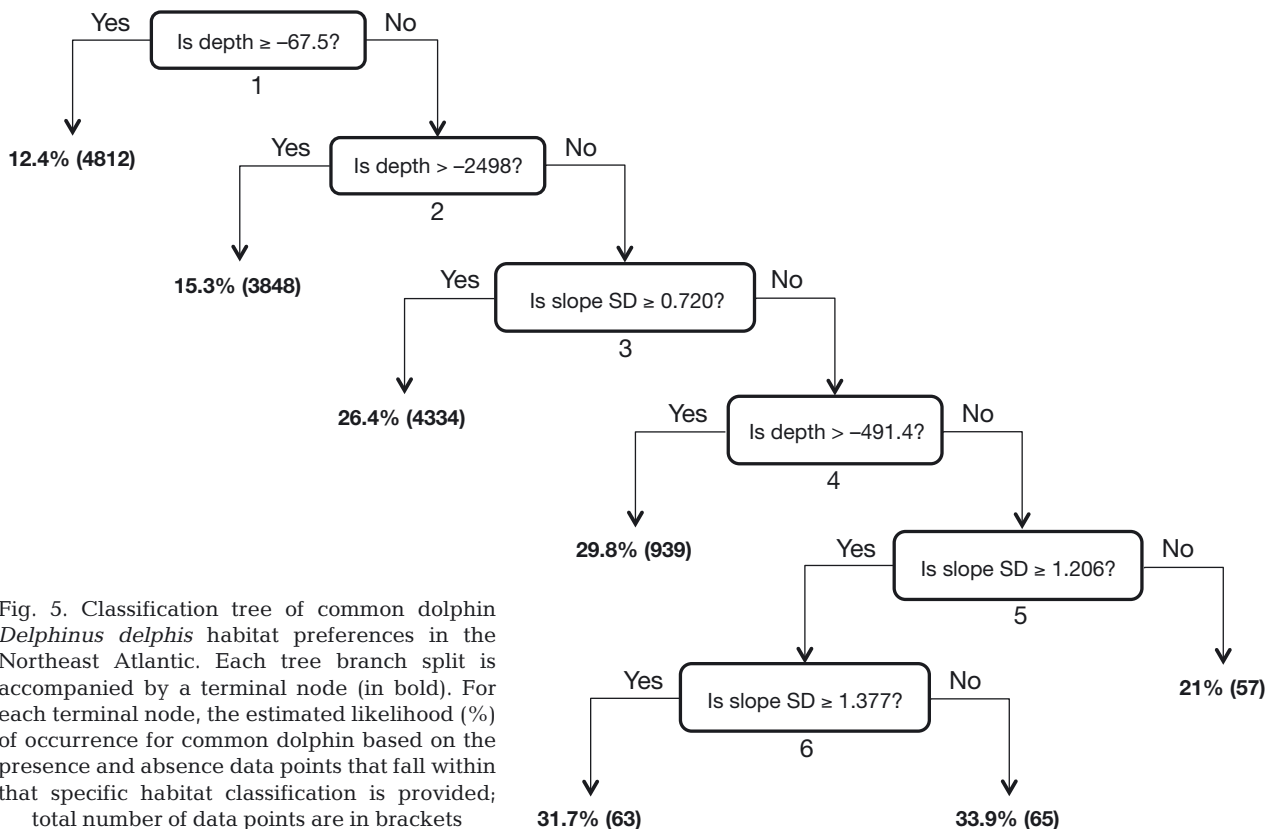 Yes
Is depth ≥ –67.5?
No
1
12.4% (4812)
Yes
Is depth > –2498?
No
2
15.3% (3848)
Yes
Is slope SD ≥ 0.720?
No
3
26.4% (4334)
Yes
Is depth > –491.4?
No
4
29.8% (939)
Yes
Is slope SD ≥ 1.206?
No
5
21% (57)
Yes
Is slope SD ≥ 1.377?
No
6
31.7% (63)
33.9% (65)
Fig. 5. Classification tree of common dolphin
Delphinus delphis habitat preferences in the
Northeast Atlantic. Each tree branch split is
accompanied by a terminal node (in bold). For
each terminal node, the estimated likelihood (%)
of occurrence for common dolphin based on the
presence and absence data points that fall within
that specific habitat classification is provided;
total number of data points are in brackets